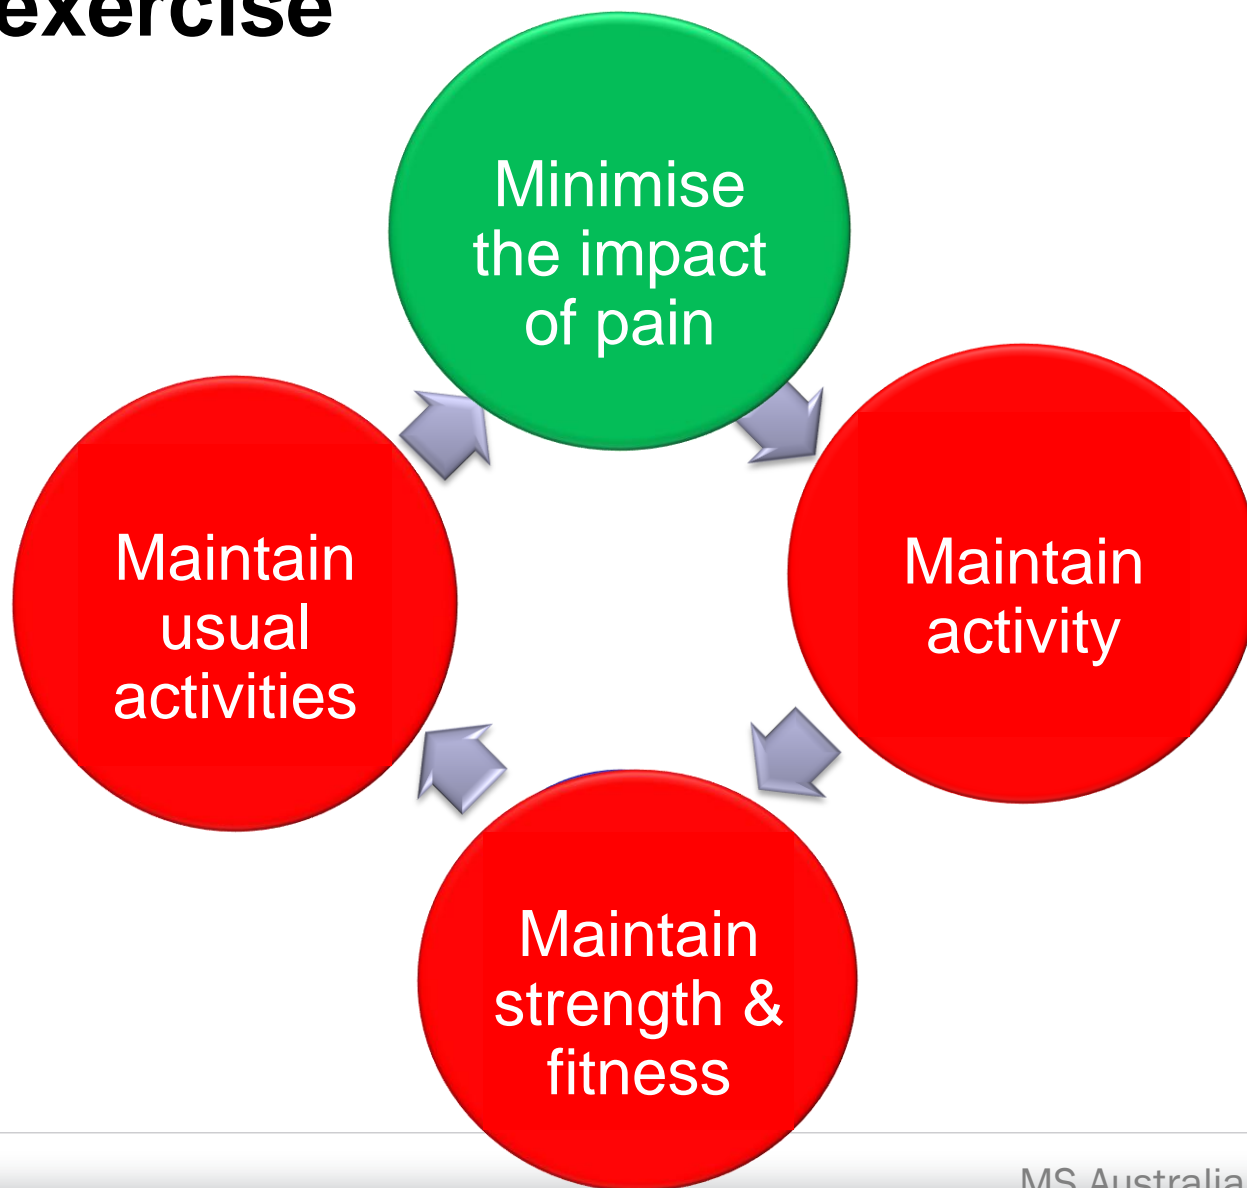 exercise
Minimise
the impact
of pain
Maintain
activity
Maintain
strength &
fitness
Maintain
usual
activities
MS Australia